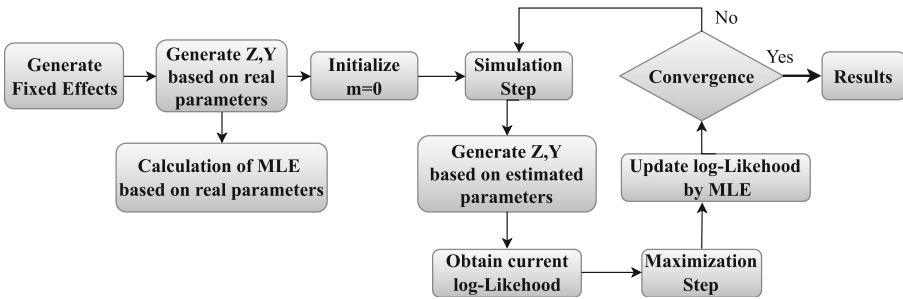 Generate
Fixed Effects
Generate Z,Y
based on real
parameters
Calculation of MLE
based on real parameters
Initialize
m=0
Simulation
Step
Generate Z,Y
based on estimated
parameters
Obtain current
log-Likehood
Maximization
Step
Update log-Likehood
by MLE
Convergence
No
Yes
Results